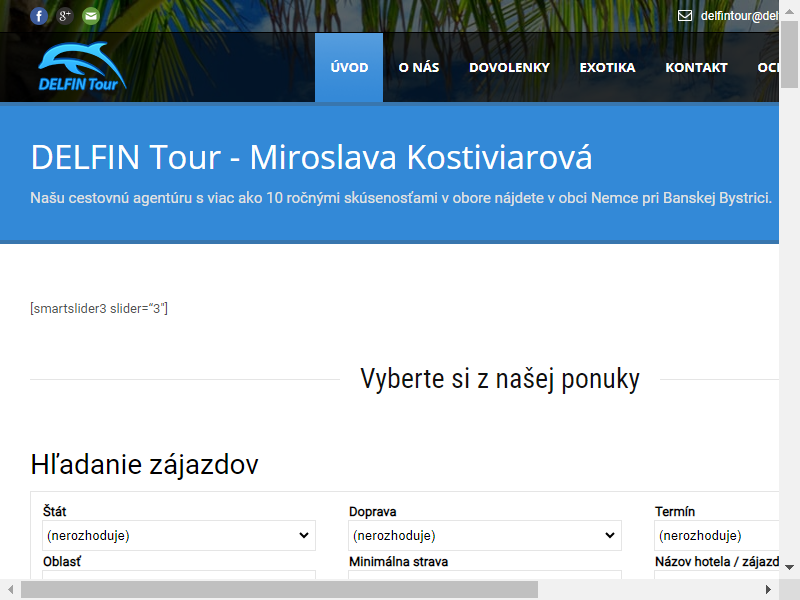 delfintour@del
DELFIN Tour
ÚVOD
O NÁS
DOVOLENKY
EXOTIKA
KONTAKT
DELFIN Tour - Miroslava Kostiviarová
Našu cestovnú agentúru s viac ako 10 ročnými skúsenosťami v obore nájdete v obci Nemce pri Banskej Bystrici.
[smartslider3 slider=“3″]
Vyberte si z našej ponuky
Hľadanie zájazdov
Štát
Doprava
Termín
(nerozhoduje)
(nerozhoduje)
(nerozhoduje)
Oblasť
Minimálna strava
Názov hotela / zájazd